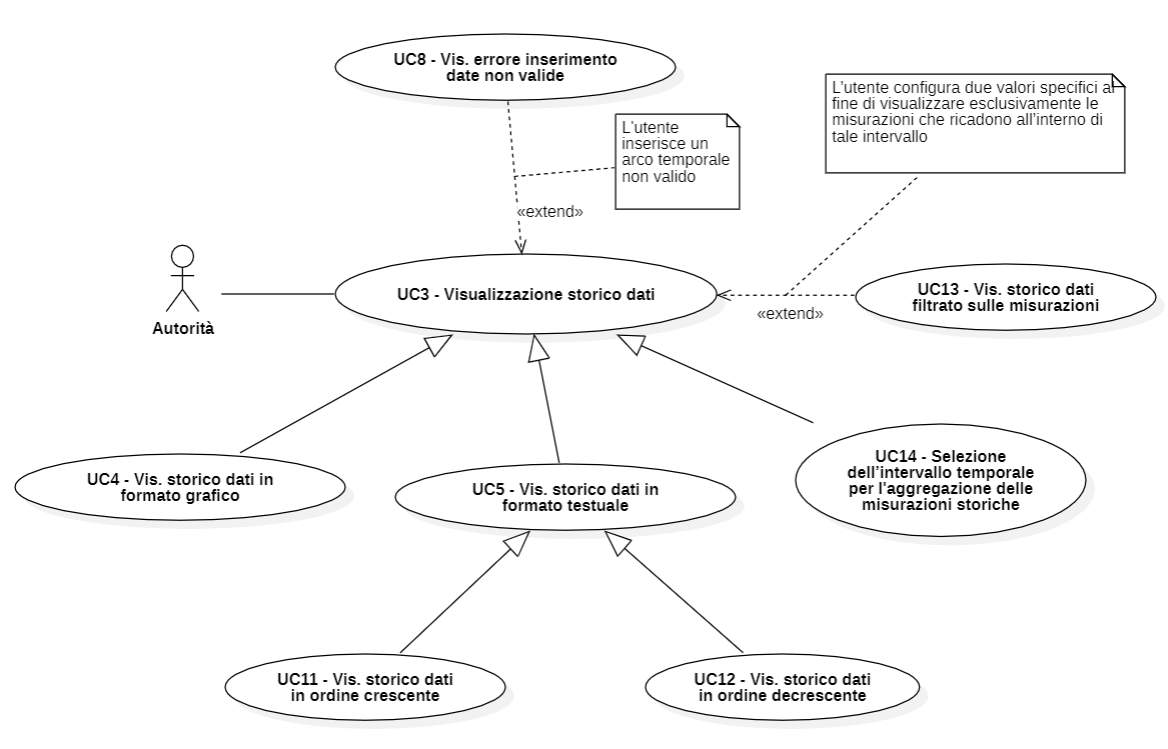 UC8 - Vis. errore inserimento
date non valide
L'utente configura due valori specifici al
fine di visualizzare esclusivamente le
misurazioni che ricadono all'interno di
tale intervallo
L'utente
inserisce un
arco temporale
non valido
«extend»
UC3 - Visualizzazione storico dati
UC13 - Vis. storico dati
filtrato sulle misurazioni
«extend»
Autorità
UC14 - Selezione
dell'intervallo temporale
per l'aggregazione delle
misurazioni storiche
UC4 - Vis. storico dati in
formato grafico
UC5 - Vis. storico dati in
formato testuale
UC11 - Vis. storico dati
in ordine crescente
UC12 - Vis. storico dati
in ordine decrescente